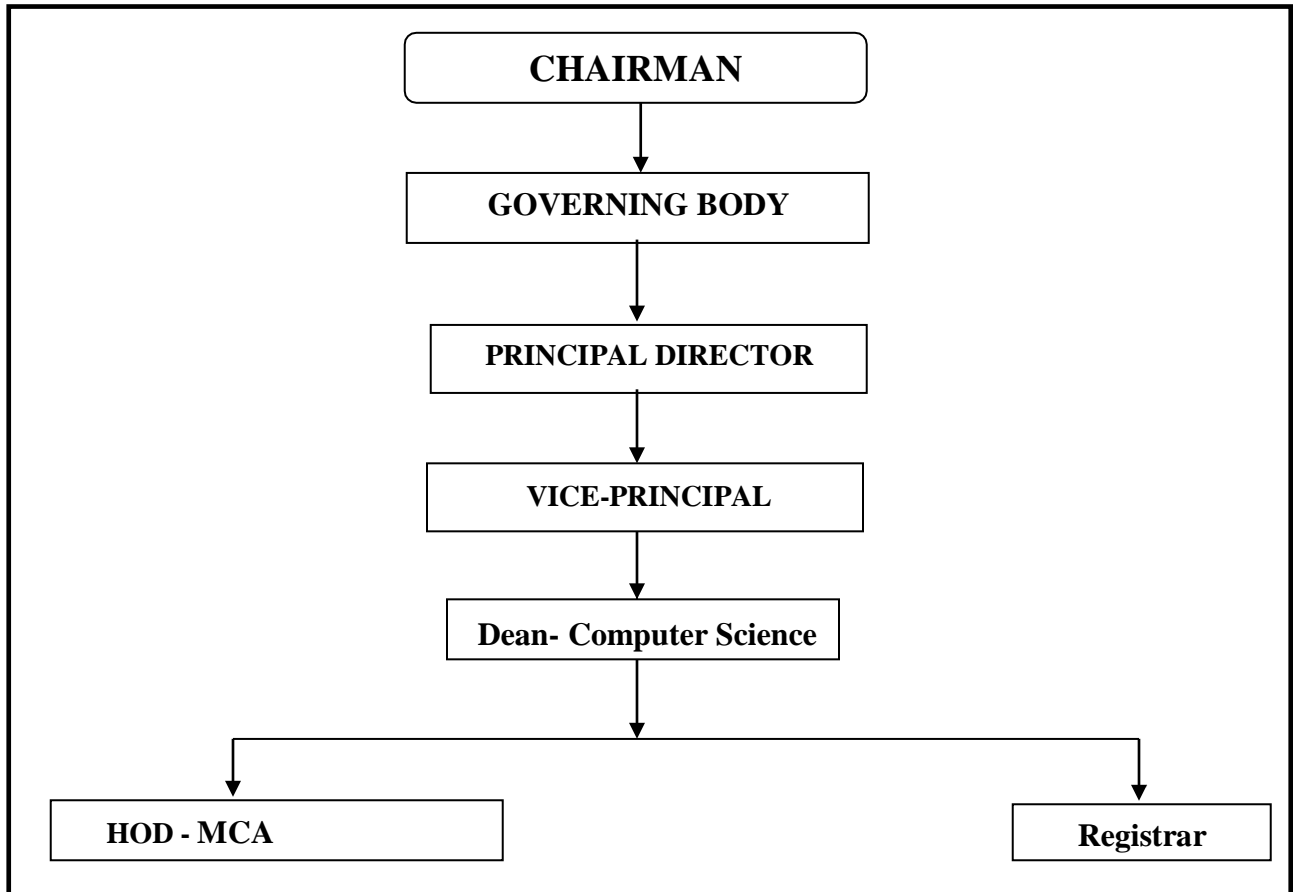 CHAIRMAN
GOVERNING BODY
PRINCIPAL DIRECTOR
VICE-PRINCIPAL
Dean- Computer Science
HOD - MCA
Registrar